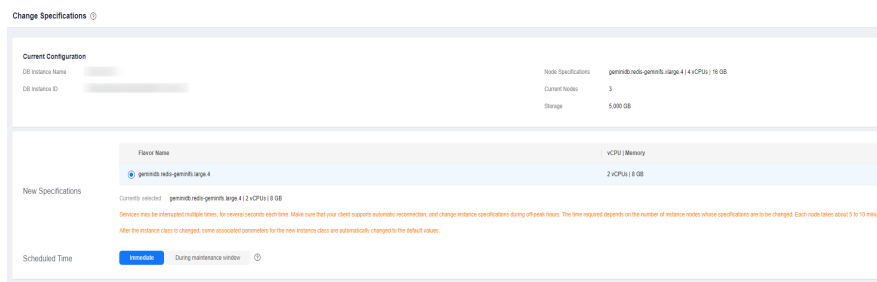 Change Specifications
Current Configuration
DB Instance Name
Node Specifications geminidb.redis-geminifs.xlarge.4 | 4 vCPUs | 16 GB
DB Instance ID
Current Nodes 3
Storage 5,000 GB
Flavor Name vCPU | Memory
geminidb.redis-geminifs.large.4 2 vCPUs | 8 GB
New Specifications
Currently selected geminidb.redis-geminifs.large.4 | 2 vCPUs | 8 GB
Services may be interrupted multiple times, for several seconds each time. Make sure that your client supports automatic reconnection, and change instance specifications during off-peak hours. The time required depends on the number of instance nodes whose specifications are to be changed. Each node takes about 5 to 10 minu
After the instance class is changed, some associated parameters for the new instance class are automatically changed to the default values.
Scheduled Time Immediate During maintenance window